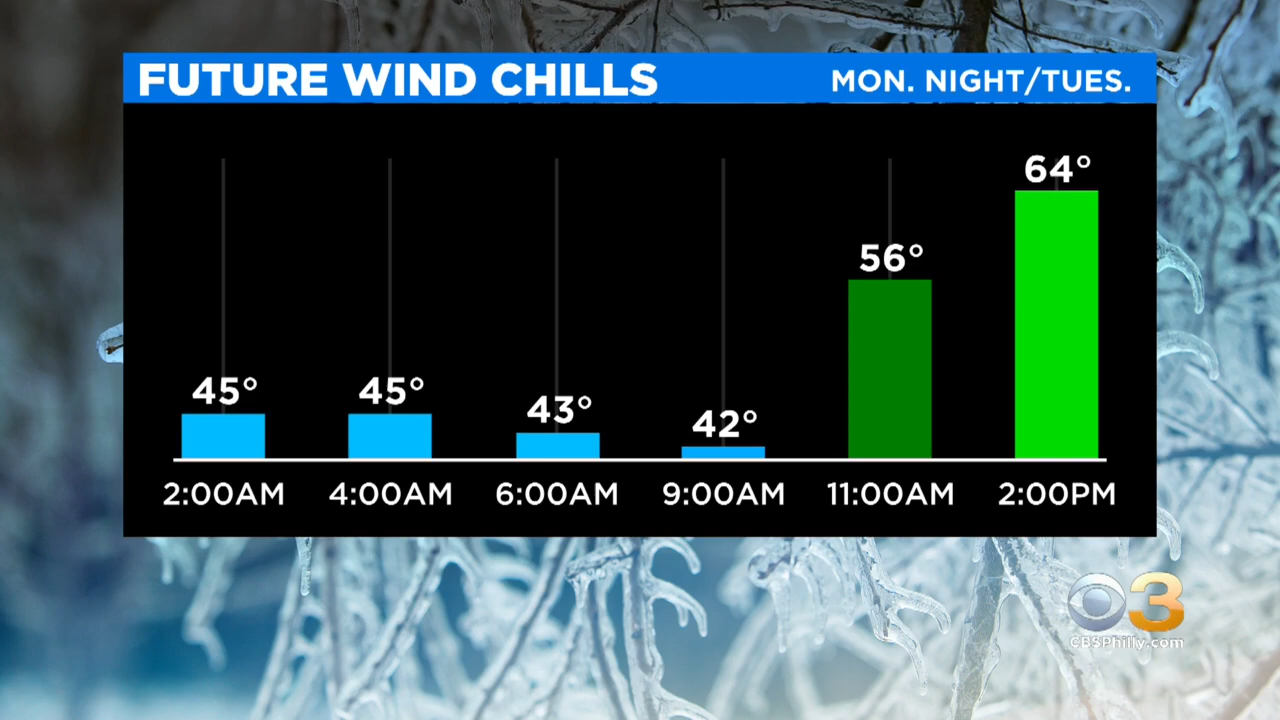 FUTURE WIND CHILLS MON. NIGHT/TUES.
64°
56°
45° 45° 43° 42°
2:00AM 4:00AM 6:00AM 9:00AM 11:00AM 2:00PM
3
CBSPhilly.com